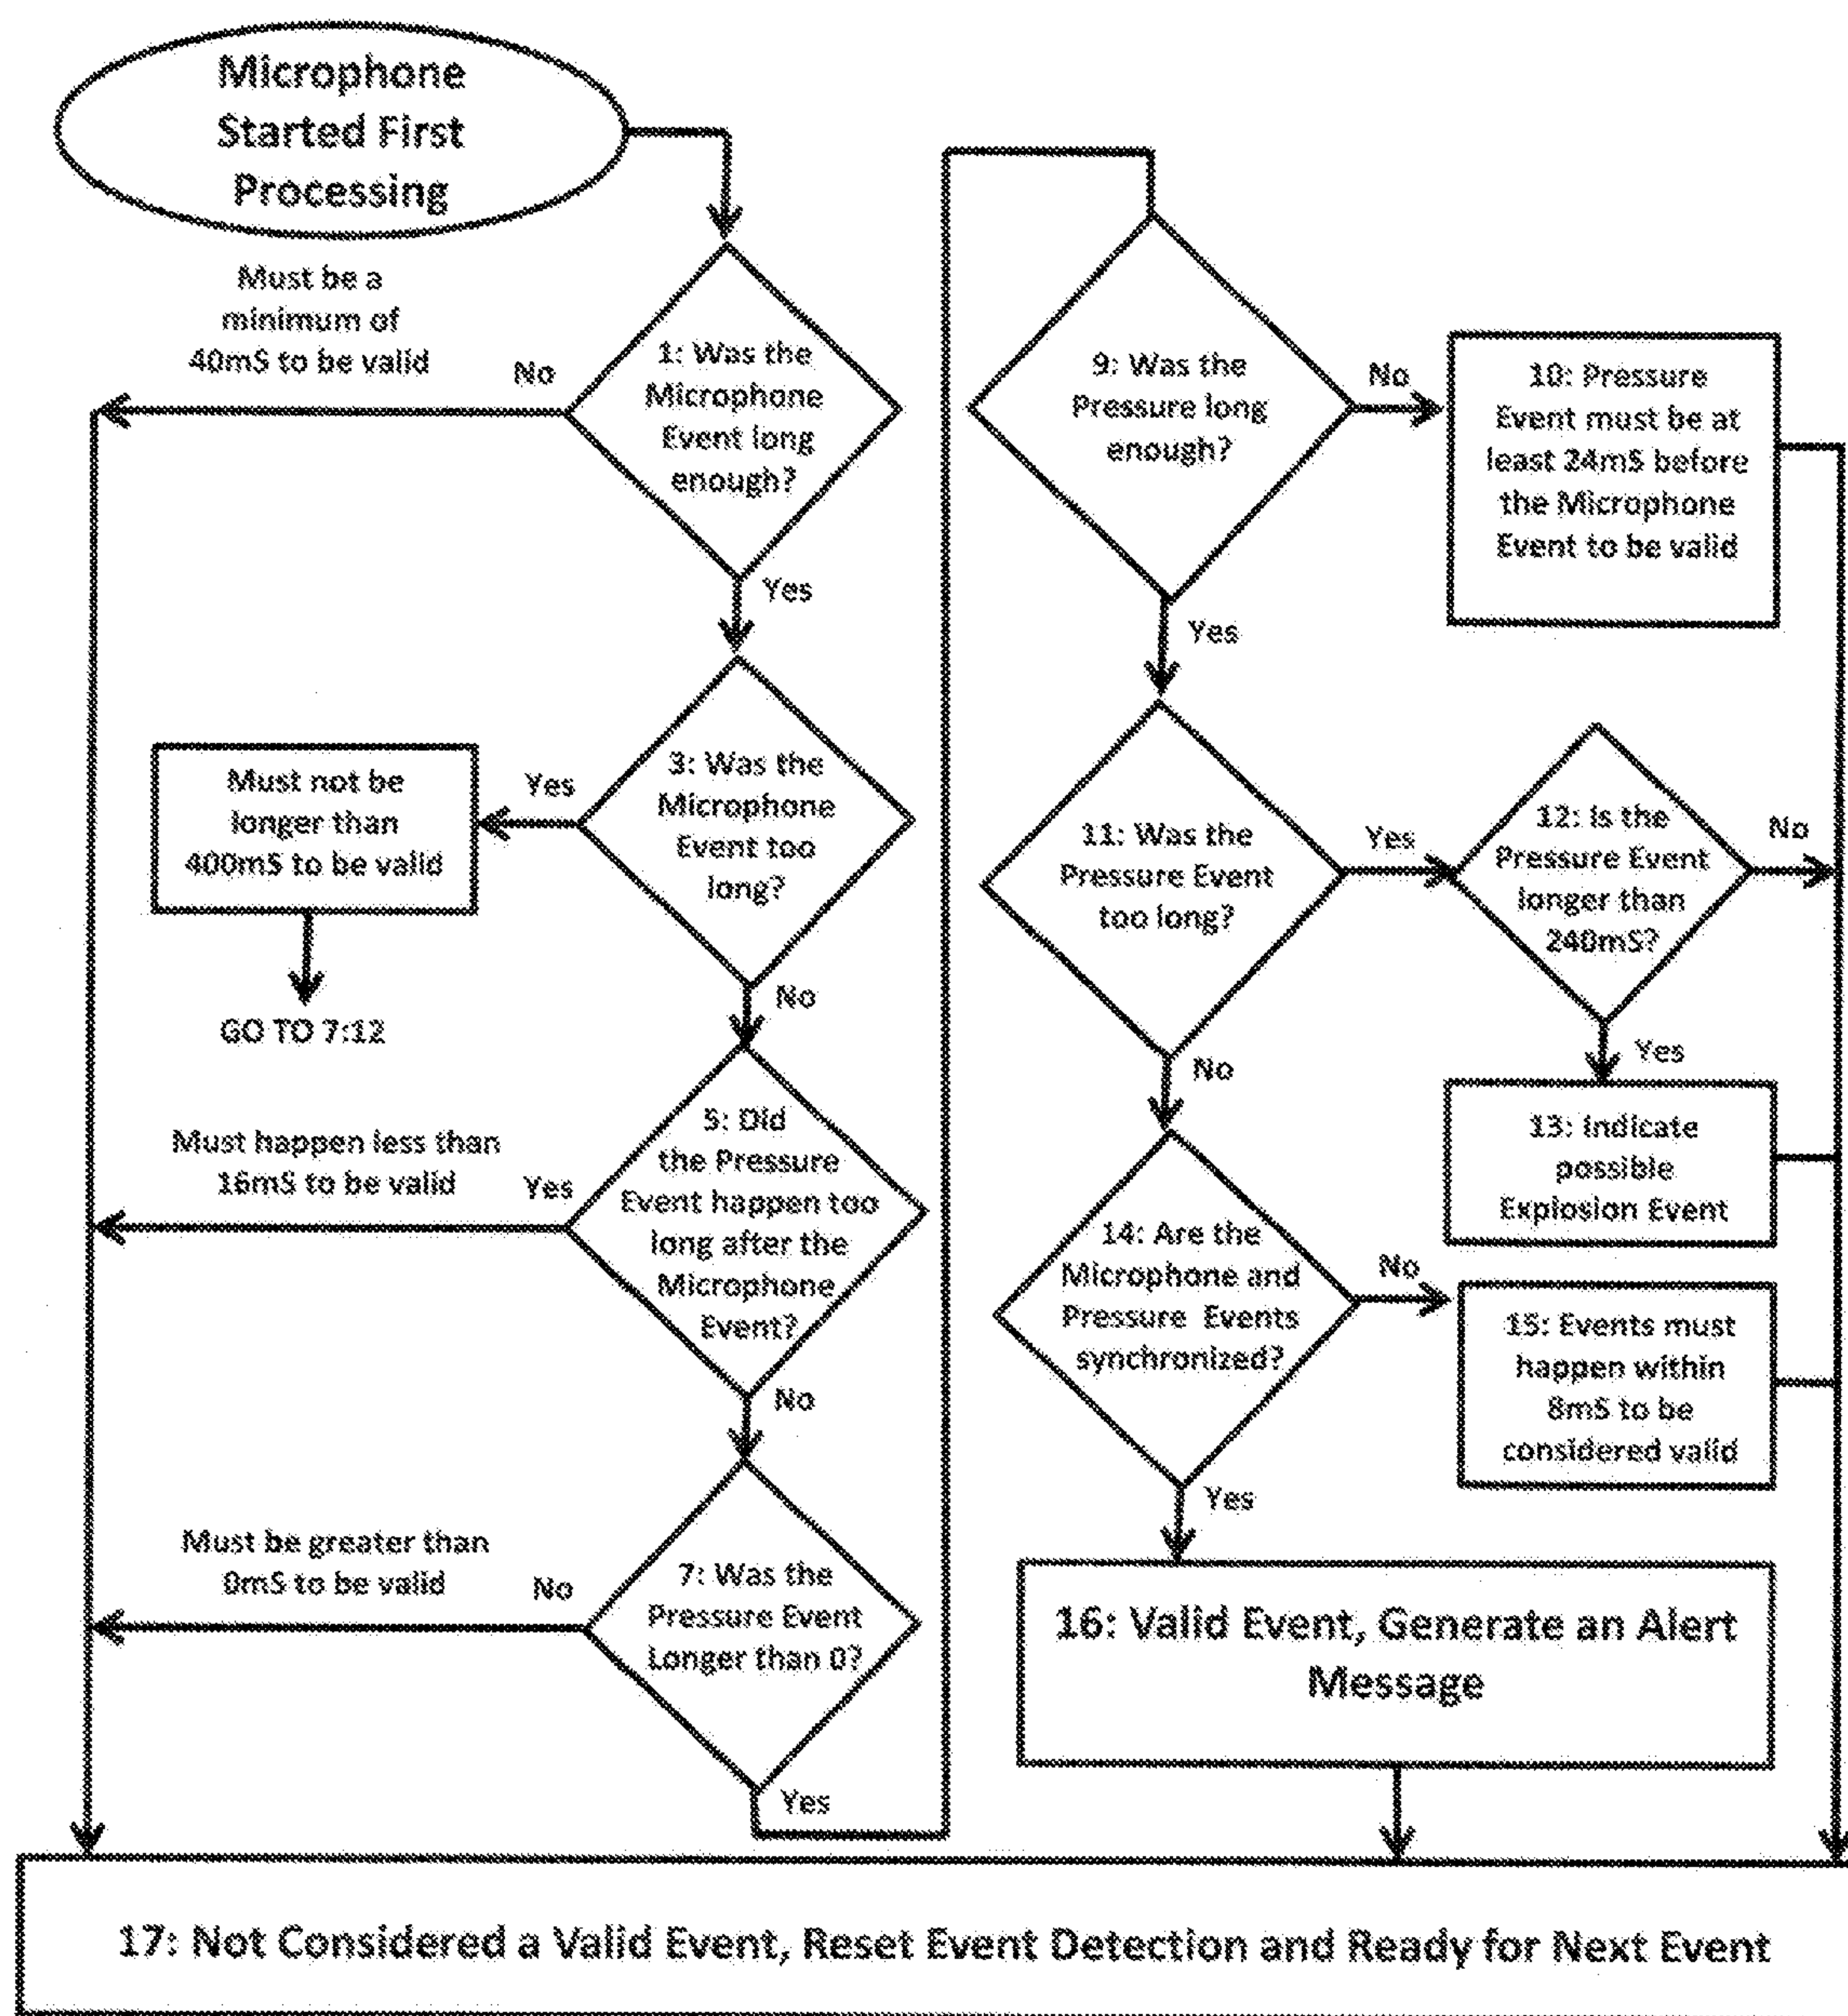 Microphone
Started First
Processing
Must be a
minimum of
40mS to be valid
No
1: Was the
Microphone
Event long
enough?
Yes
Must not be
longer than
400mS to be valid
Yes
3: Was the
Microphone
Event too
long?
GO TO 7:12
No
Must happen less than
16mS to be valid
Yes
5: Did
the Pressure
Event happen too
long after the
Microphone
Event?
No
Must be greater than
0mS to be valid
No
7: Was the
Pressure Event
Longer than 0?
Yes
9: Was the
Pressure long
enough?
No
10: Pressure
Event must be at
least 24mS before
the Microphone
Event to be valid
Yes
11: Was the
Pressure Event
too long?
Yes
12: Is the
Pressure Event
longer than
240mS?
No
No
Yes
13: Indicate
possible
Explosion Event
14: Are the
Microphone and
Pressure Events
synchronized?
No
15: Events must
happen within
8mS to be
considered valid
Yes
16: Valid Event, Generate an Alert
Message
17: Not Considered a Valid Event, Reset Event Detection and Ready for Next Event